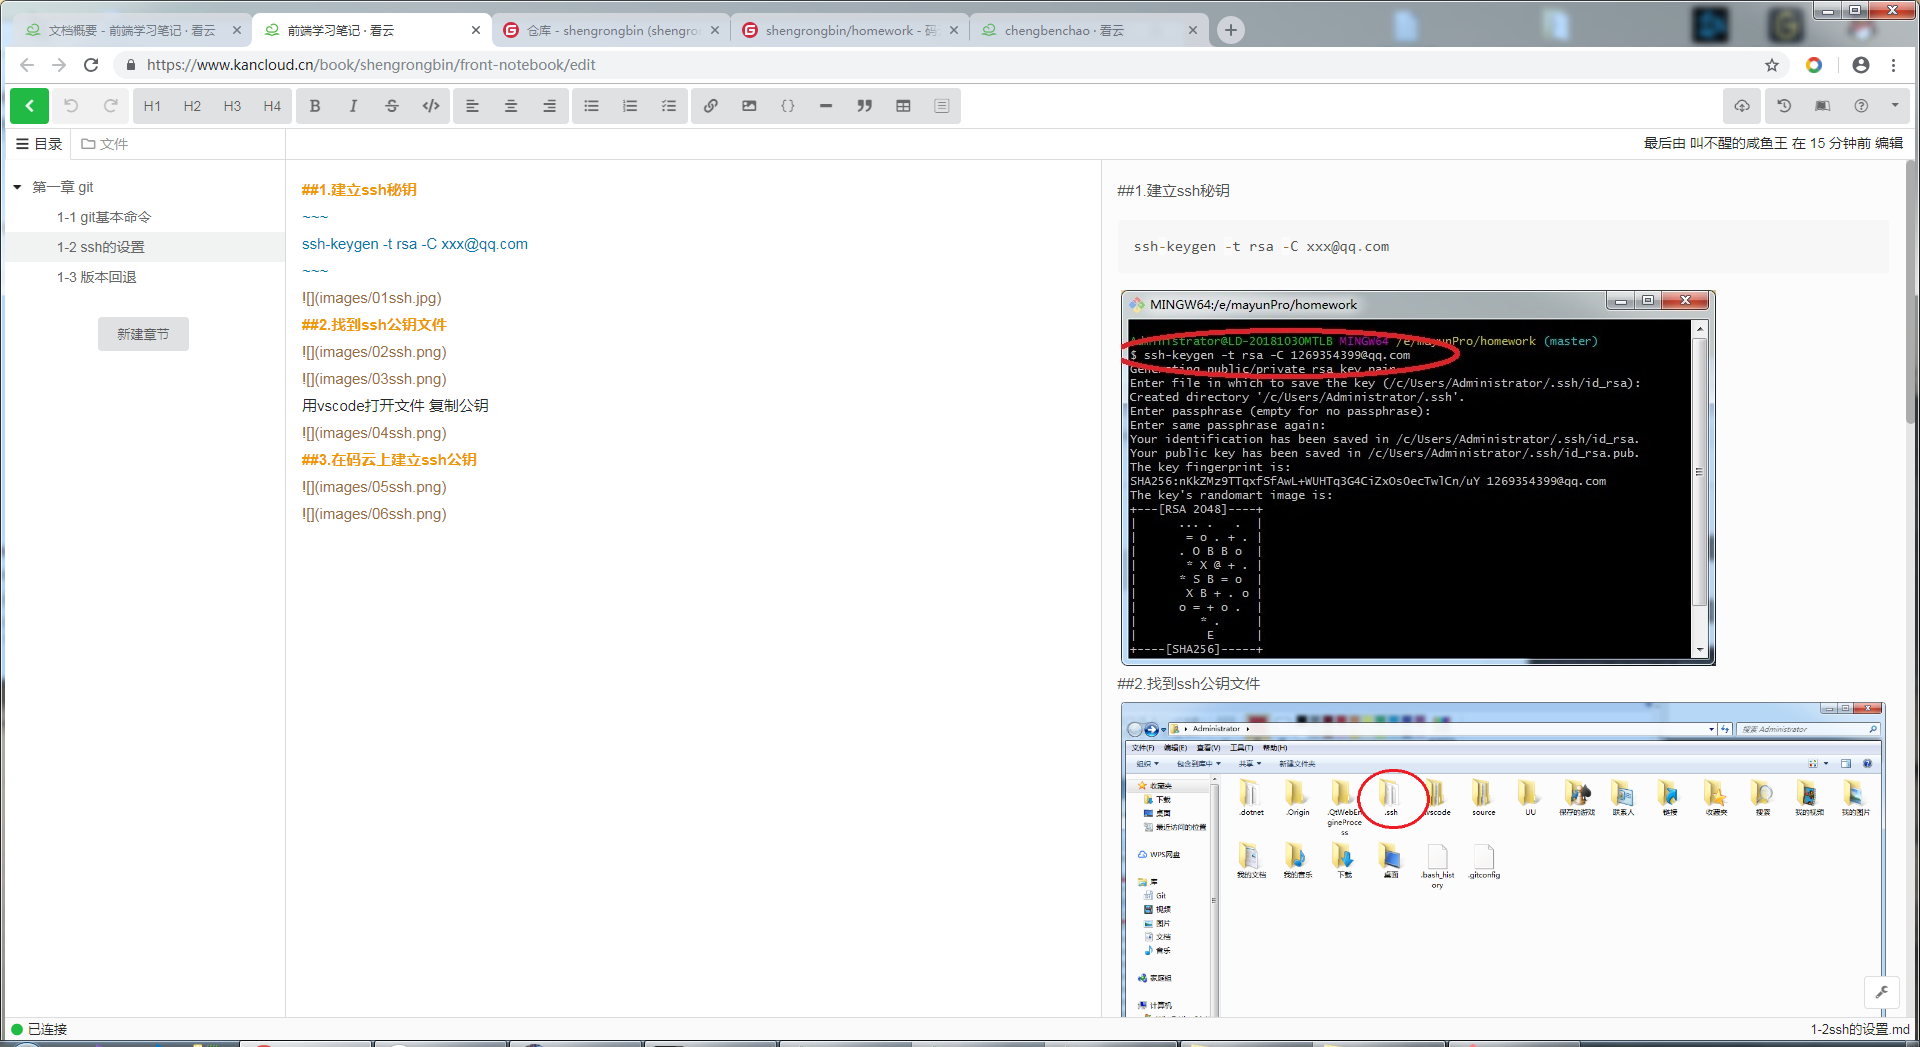 文档概要 - 前端学习笔记 · 看云
前端学习笔记 · 看云
仓库 - shengrongbin (shengro
shengrongbin/homework - 码
chengbenchao · 看云
https://www.kancloud.cn/book/shengrongbin/front-notebook/edit
H1 H2 H3 H4 B I S </> {}
目录 文件
最后由 叫不醒的咸鱼王 在 15 分钟前 编辑
第一章 git
1-1 git基本命令
1-2 ssh的设置
1-3 版本回退
新建章节
##1.建立ssh秘钥
~~~
ssh-keygen -t rsa -C xxx@qq.com
~~~
![](images/01ssh.jpg)
##2.找到ssh公钥文件
![](images/02ssh.png)
![](images/03ssh.png)
用vscode打开文件 复制公钥
![](images/04ssh.png)
##3.在码云上建立ssh公钥
![](images/05ssh.png)
![](images/06ssh.png)
##1.建立ssh秘钥
ssh-keygen -t rsa -C xxx@qq.com
MINGW64:/e/mayunPro/homework
Administrator@LD-20181030MTLB MINGW64 /e/mayunPro/homework (master)
$ ssh-keygen -t rsa -C 1269354399@qq.com
Generating public/private rsa key pair.
Enter file in which to save the key (/c/Users/Administrator/.ssh/id_rsa):
Created directory '/c/Users/Administrator/.ssh'.
Enter passphrase (empty for no passphrase):
Enter same passphrase again:
Your identification has been saved in /c/Users/Administrator/.ssh/id_rsa.
Your public key has been saved in /c/Users/Administrator/.ssh/id_rsa.pub.
The key fingerprint is:
SHA256:nKkZMz9TTqxfSfAwL+WUHTq3G4CiZxOsOecTwlCn/uY 1269354399@qq.com
The key's randomart image is:
+---[RSA 2048]----+
|      ... .   .  |
|       = o . + . |
|      . O B B o  |
|       * X @ + . |
|      * S B = o  |
|       X B + . o |
|      o = + o .  |
|         * .     |
|          E      |
+----[SHA256]-----+
##2.找到ssh公钥文件
Administrator
搜索 Administrator
文件(F) 编辑(E) 查看(V) 工具(T) 帮助(H)
组织 包含到库中 共享 新建文件夹
收藏夹
下载
桌面
最近访问的位置
WPS网盘
库
Git
视频
图片
文档
音乐
家庭组
计算机
.dotnet
.Origin
.QtWebEngineProcess
.ssh
.vscode
source
UU
保存的游戏
联系人
链接
收藏夹
搜索
我的视频
我的图片
我的文档
我的音乐
下载
桌面
.bash_history
.gitconfig
已连接
1-2ssh的设置.md